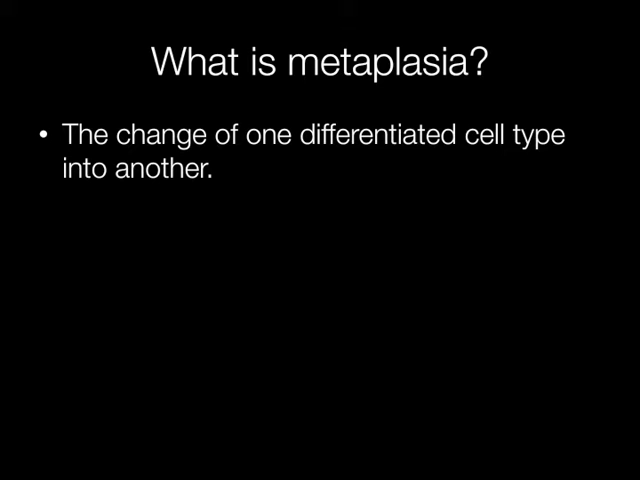 What is metaplasia?
• The change of one differentiated cell type
into another.